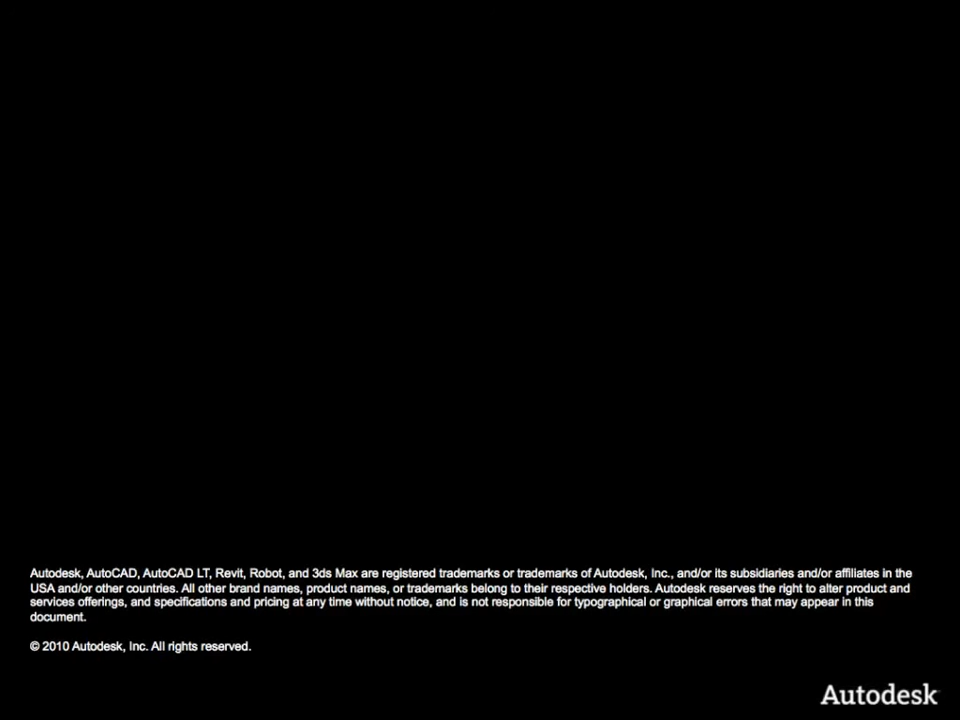 Autodesk, AutoCAD, AutoCAD LT, Revit, Robot, and 3ds Max are registered trademarks or trademarks of Autodesk, Inc., and/or its subsidiaries and/or affiliates in the
USA and/or other countries. All other brand names, product names, or trademarks belong to their respective holders. Autodesk reserves the right to alter product and
services offerings, and specifications and pricing at any time without notice, and is not responsible for typographical or graphical errors that may appear in this
document.
© 2010 Autodesk, Inc. All rights reserved.
Autodesk